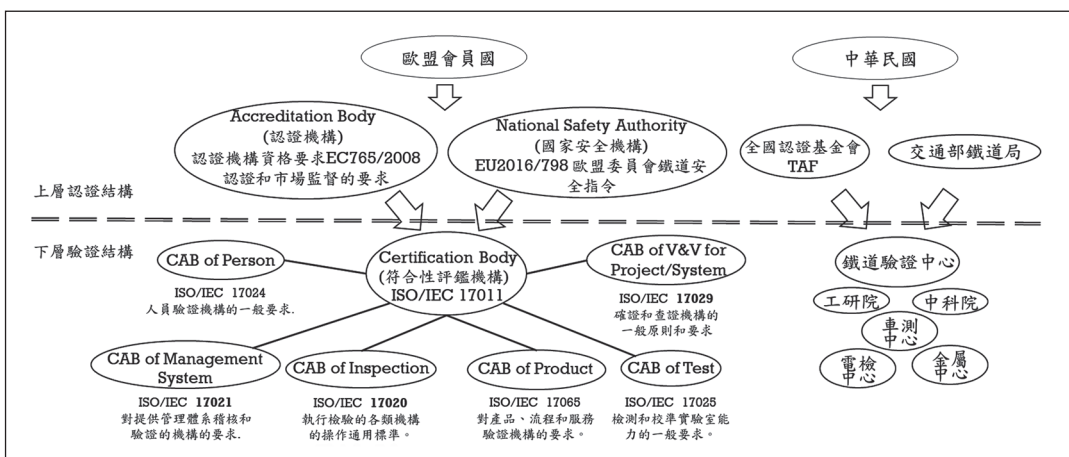 歐盟會員國
中華民國
Accreditation Body
(認證機構)
認證機構資格要求EC765/2008
認證和市場監督的要求
National Safety Authority
(國家安全機構)
EU2016/798 歐盟委員會鐵道安
全指令
全國認證基金會
TAF
交通部鐵道局
上層認證結構
下層驗證結構
CAB of Person
ISO/IEC 17024
人員驗證機構的一般要求.
Certification Body
(符合性評鑑機構)
ISO/IEC 17011
CAB of V&V for
Project/System
ISO/IEC 17029
確證和查證機構的
一般原則和要求
鐵道驗證中心
工研院
中科院
車測
中心
電檢
中心
金屬
中心
CAB of Management
System
ISO/IEC 17021
對提供管理體系稽核和
驗證的機構的要求.
CAB of Inspection
ISO/IEC 17020
執行檢驗的各類機構
的操作通用標準。
CAB of Product
ISO/IEC 17065
對產品、流程和服務
驗證機構的要求。
CAB of Test
ISO/IEC 17025
檢測和校準實驗室能
力的一般要求。